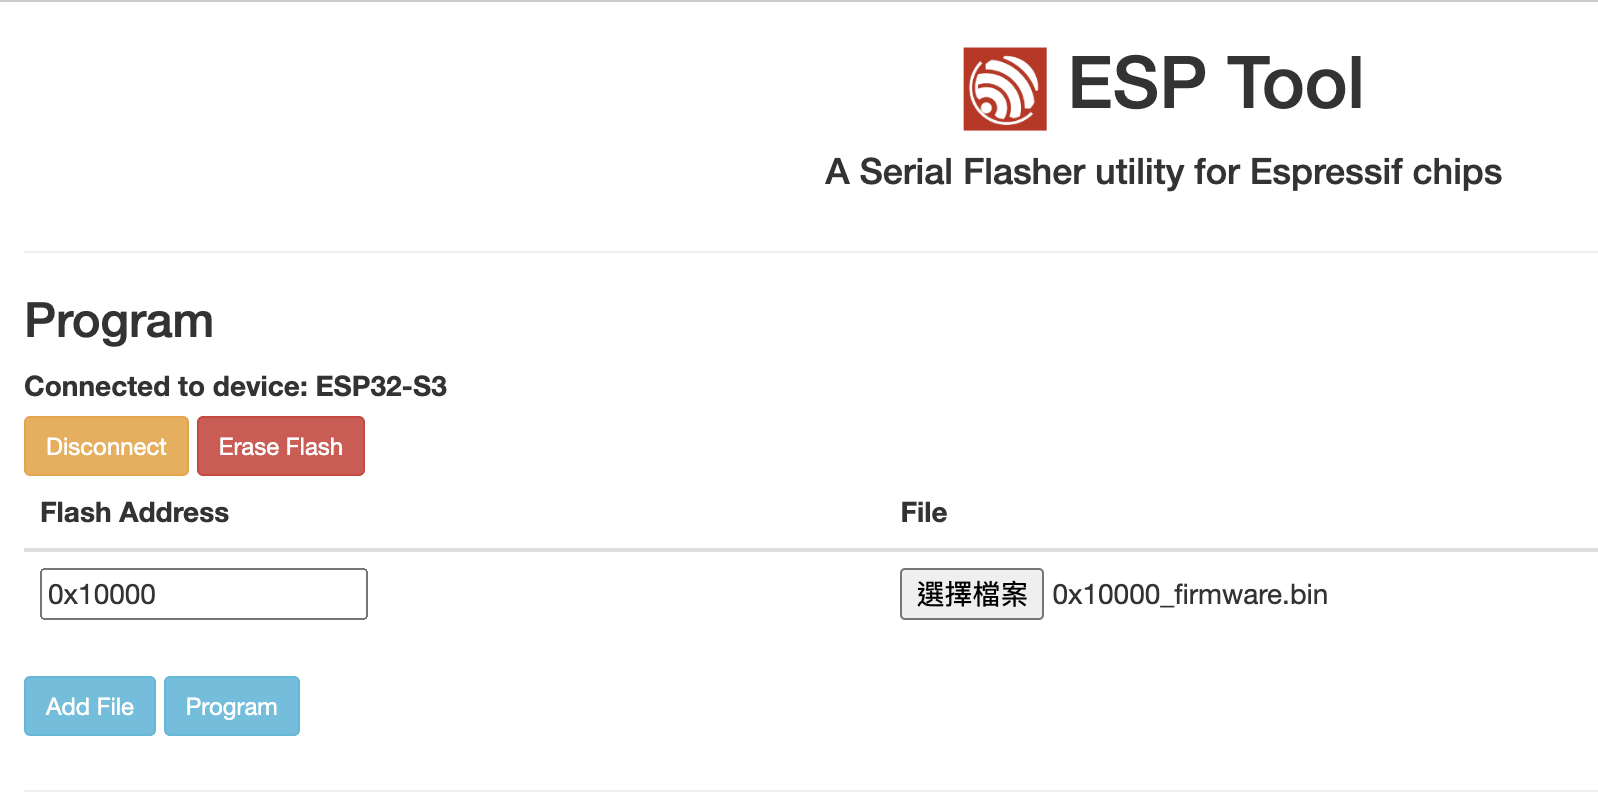 ESP Tool
A Serial Flasher utility for Espressif chips
Program
Connected to device: ESP32-S3
Disconnect Erase Flash
Flash Address File
0x10000 選擇檔案 0x10000_firmware.bin
Add File Program